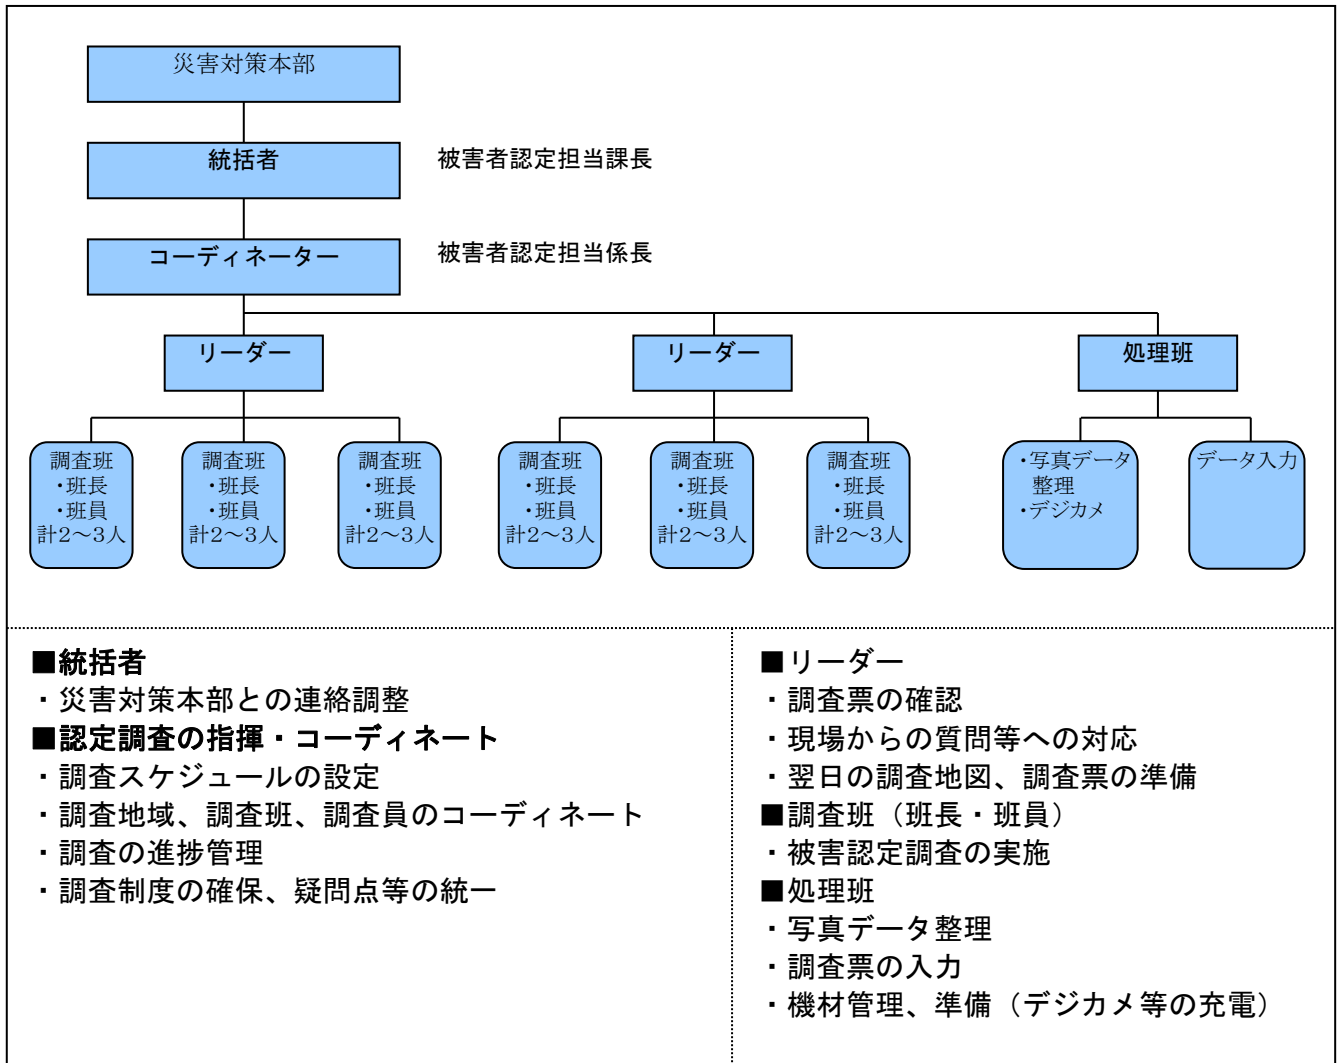 災害対策本部
統括者
被害者認定担当課長
コーディネーター
被害者認定担当係長
リーダー
リーダー
処理班
調査班
・班長
・班員
計2～3人
調査班
・班長
・班員
計2～3人
調査班
・班長
・班員
計2～3人
調査班
・班長
・班員
計2～3人
調査班
・班長
・班員
計2～3人
調査班
・班長
・班員
計2～3人
・写真データ
整理
・デジカメ
データ入力
■統括者
・災害対策本部との連絡調整
■認定調査の指揮・コーディネート
・調査スケジュールの設定
・調査地域、調査班、調査員のコーディネート
・調査の進捗管理
・調査制度の確保、疑問点等の統一
■リーダー
・調査票の確認
・現場からの質問等への対応
・翌日の調査地図、調査票の準備
■調査班（班長・班員）
・被害認定調査の実施
■処理班
・写真データ整理
・調査票の入力
・機材管理、準備（デジカメ等の充電）